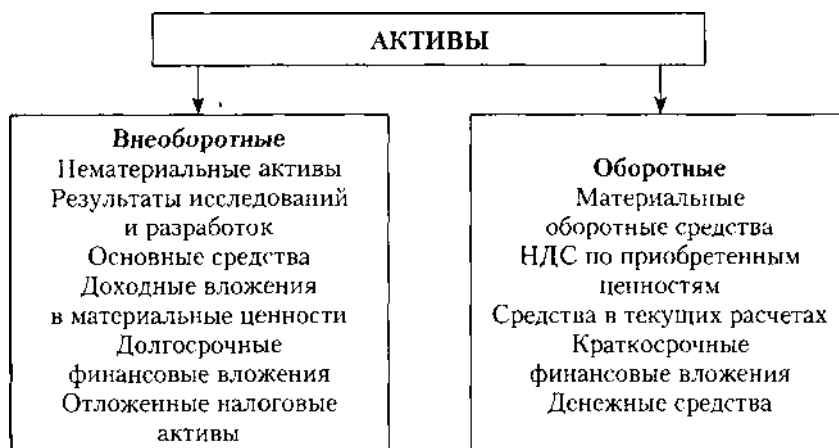 АКТИВЫ
Внеоборотные
Нематериальные активы
Результаты исследований
и разработок
Основные средства
Доходные вложения
в материальные ценности
Долгосрочные
финансовые вложения
Отложенные налоговые
активы
Оборотные
Материальные
оборотные средства
НДС по приобретенным
ценностям
Средства в текущих расчетах
Краткосрочные
финансовые вложения
Денежные средства